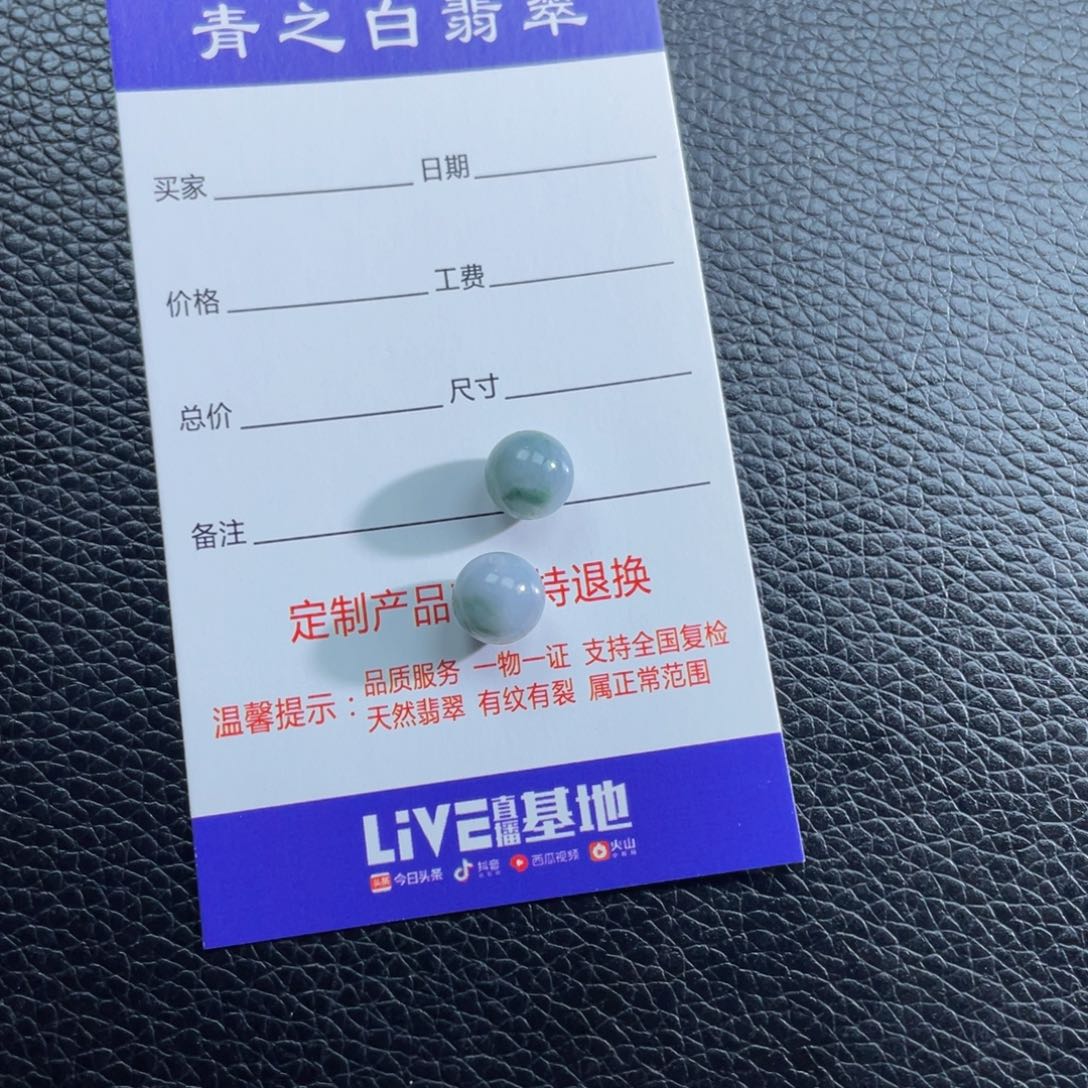 青之白翡翠
买家 日期
价格 工费
总价 尺寸
备注
定制产品 持退换
温馨提示：
品质服务 一物一证 支持全国复检
天然翡翠 有纹有裂 属正常范围
LiVE直播基地
头条 今日头条 抖音 西瓜视频 火山